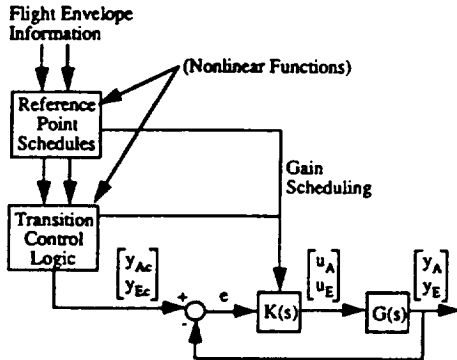 Flight Envelope
Information
(Nonlinear Functions)
Reference
Point
Schedules
Gain
Scheduling
Transition
Control
Logic
y_Ac
y_Ec
+
-
e
K(s)
u_A
u_E
G(s)
y_A
y_E